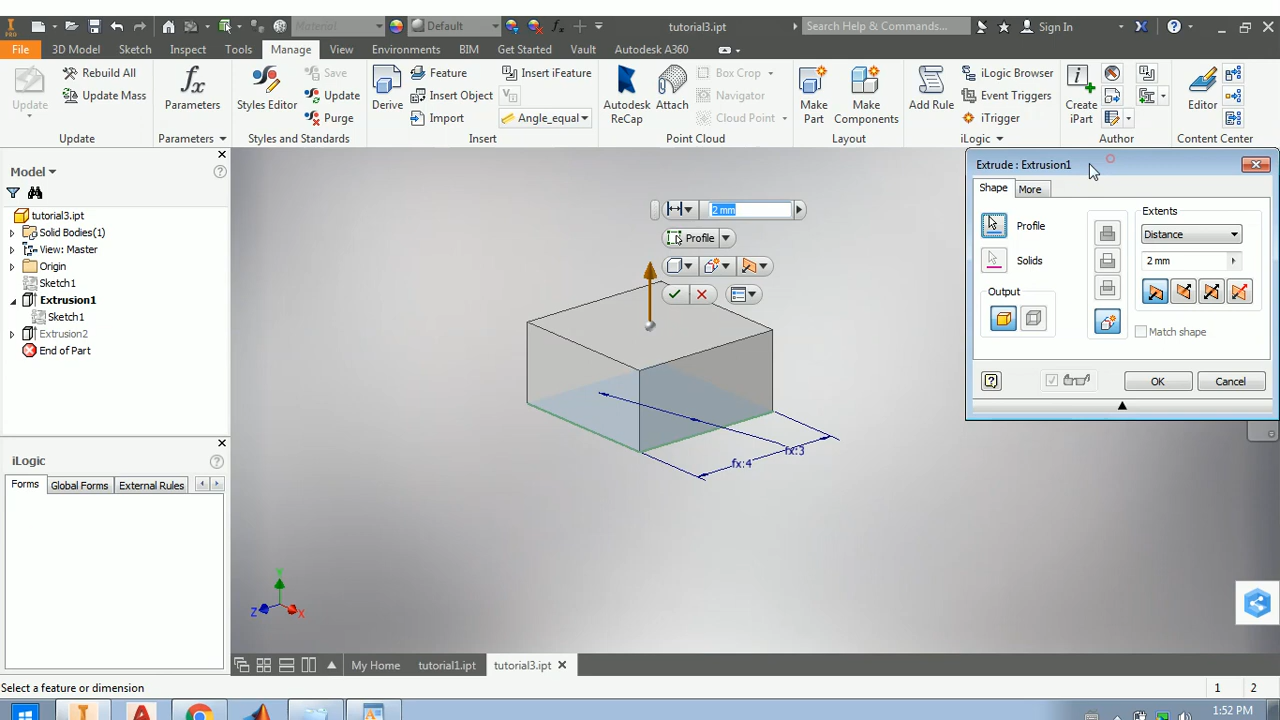 PRO
Material
Default
tutorial3.ipt
Search Help & Commands...
Sign In
File 3D Model Sketch Inspect Tools Manage View Environments BIM Get Started Vault Autodesk A360
Update
Rebuild All
Mass Update
Update
fx
Parameters
Parameters
Styles Editor
Save
Update
Purge
Styles and Standards
Derive
Feature
Insert Object
Import
Insert iFeature
Angle_equal
Insert
Autodesk ReCap
Attach
Box Crop
Navigator
Cloud Point
Point Cloud
Make Part
Make Components
Layout
Add Rule
iLogic Browser
Event Triggers
iTrigger
iLogic
Create iPart
Author
Editor
Content Center
Model
tutorial3.ipt
Solid Bodies(1)
View: Master
Origin
Sketch1
Extrusion1
Sketch1
Extrusion2
End of Part
iLogic
Forms Global Forms External Rules
2 mm
Profile
fx:4
fx:3
Y
Z
X
Extrude : Extrusion1
Shape More
Profile
Solids
Output
Extents
Distance
2 mm
Match shape
OK Cancel
My Home tutorial1.ipt tutorial3.ipt
Select a feature or dimension
1 2
1:52 PM